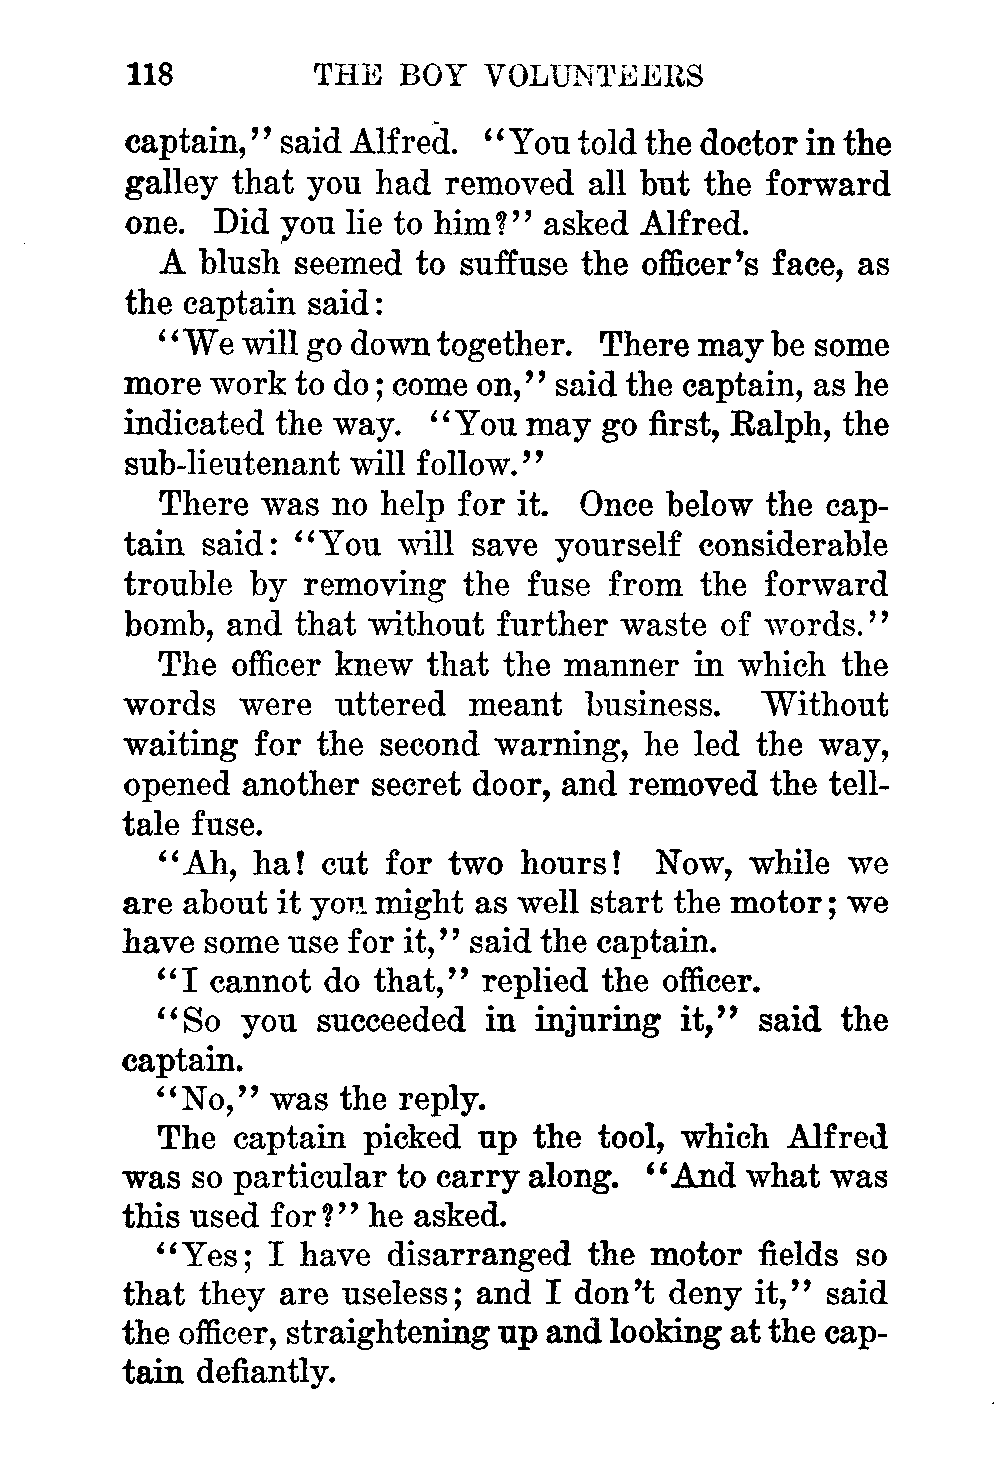 118 THE BOY VOLUNTEERS
captain," said Alfred. "You told the doctor in the
galley that you had removed all but the forward
one. Did you lie to him?" asked Alfred.
A blush seemed to suffuse the officer's face, as
the captain said:
"We will go down together. There may be some
more work to do; come on," said the captain, as he
indicated the way. "You may go first, Ralph, the
sub-lieutenant will follow."
There was no help for it. Once below the cap-
tain said: "You will save yourself considerable
trouble by removing the fuse from the forward
bomb, and that without further waste of words."
The officer knew that the manner in which the
words were uttered meant business. Without
waiting for the second warning, he led the way,
opened another secret door, and removed the tell-
tale fuse.
"Ah, ha! cut for two hours! Now, while we
are about it you might as well start the motor; we
have some use for it," said the captain.
"I cannot do that," replied the officer.
"So you succeeded in injuring it," said the
captain.
"No," was the reply.
The captain picked up the tool, which Alfred
was so particular to carry along. "And what was
this used for?" he asked.
"Yes; I have disarranged the motor fields so
that they are useless; and I don't deny it," said
the officer, straightening up and looking at the cap-
tain defiantly.